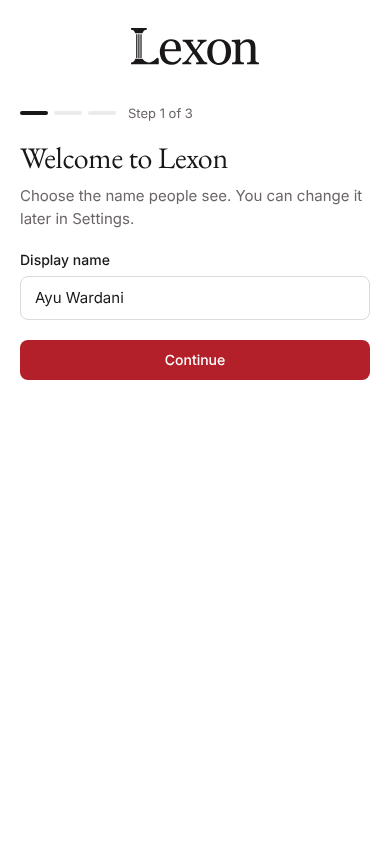 Lexon
Step 1 of 3
Welcome to Lexon
Choose the name people see. You can change it
later in Settings.
Display name
Ayu Wardani
Continue